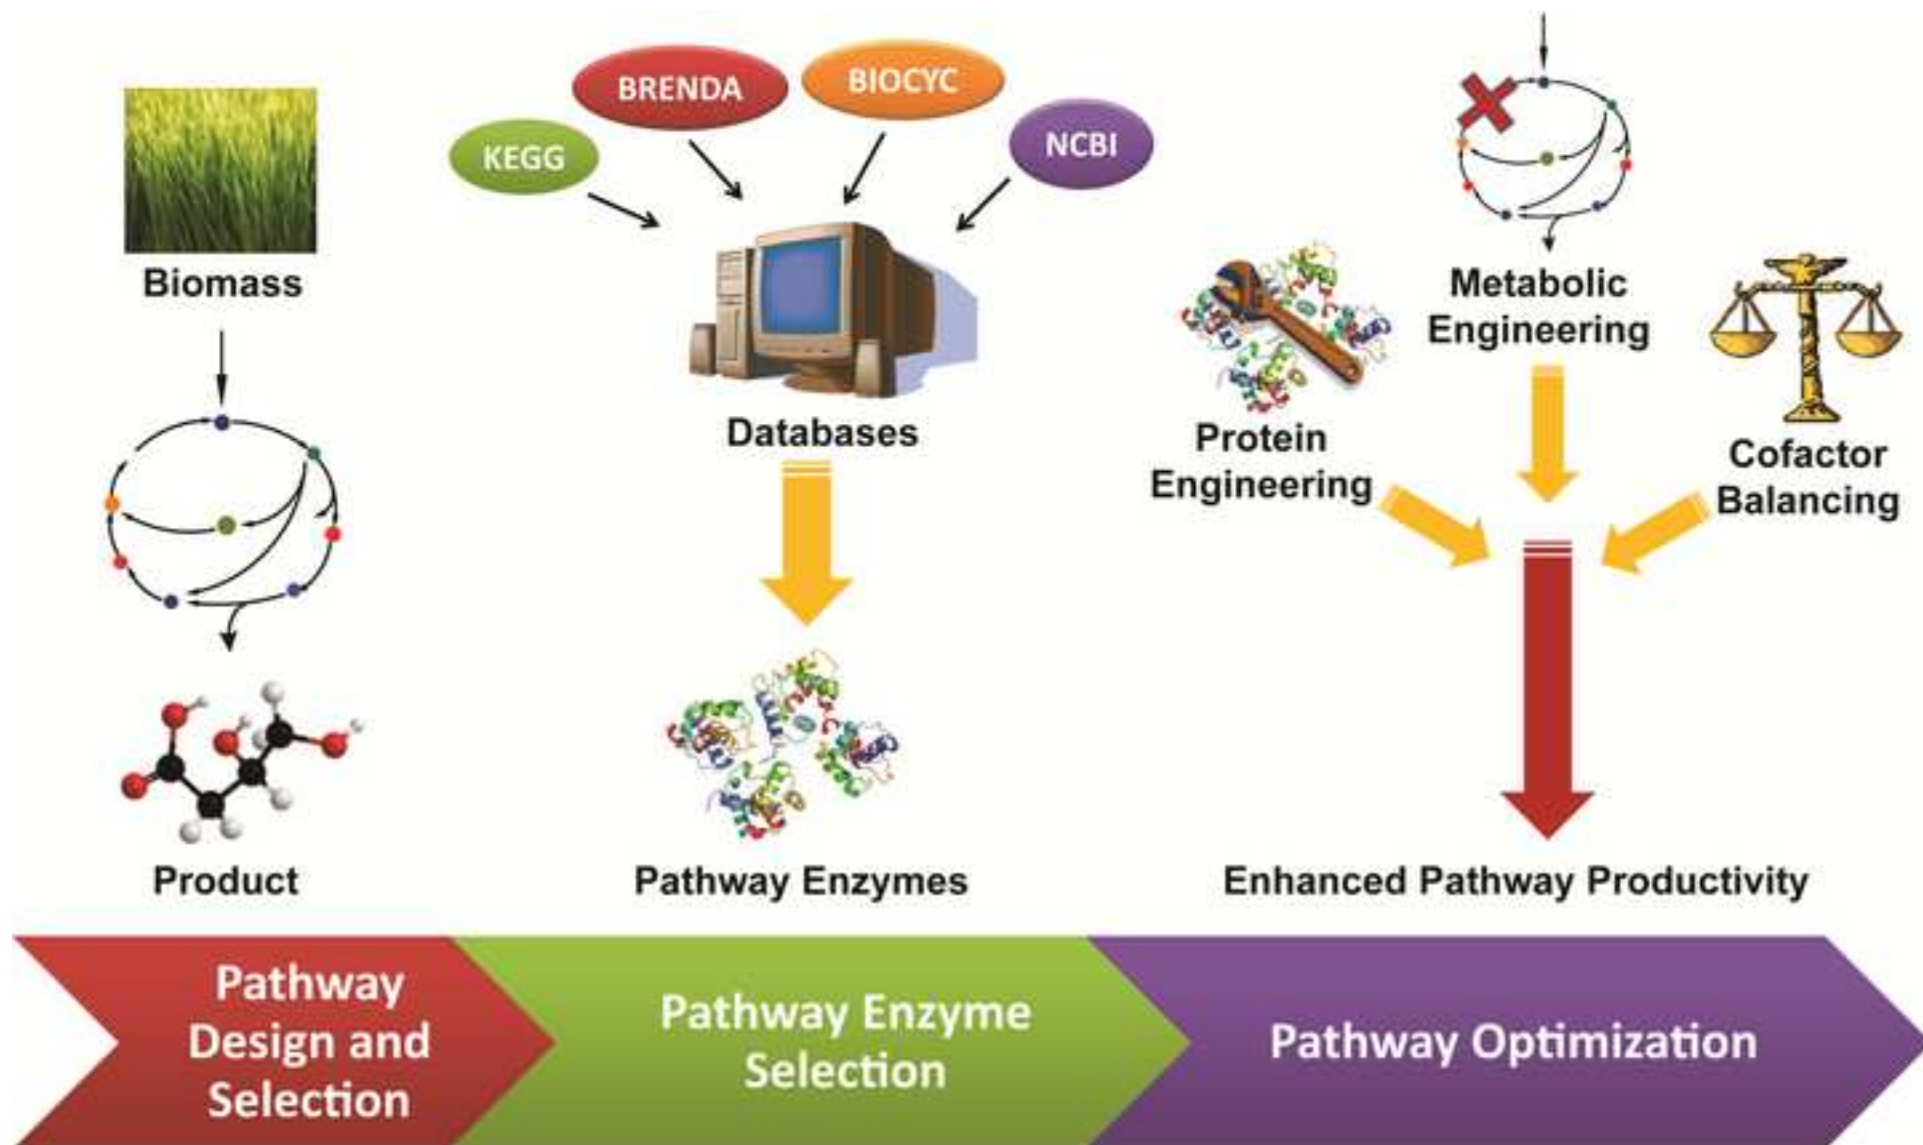 Biomass
Product
KEGG
BRENDA
BIOCYC
NCBI
Databases
Pathway Enzymes
Protein
Engineering
Metabolic
Engineering
Cofactor
Balancing
Enhanced Pathway Productivity
Pathway
Design and
Selection
Pathway Enzyme
Selection
Pathway Optimization